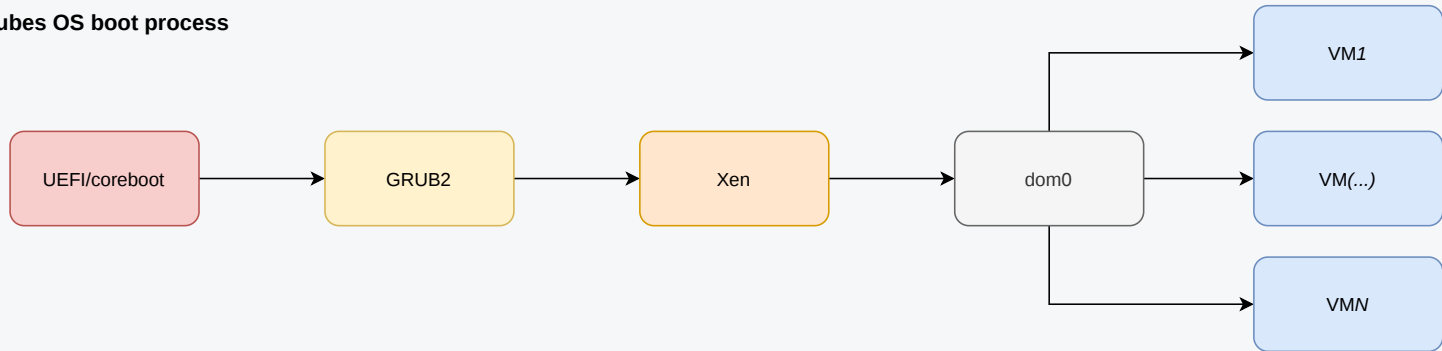 ubes OS boot process
VM1
UEFI/coreboot
GRUB2
Xen
dom0
VM(...)
VMN